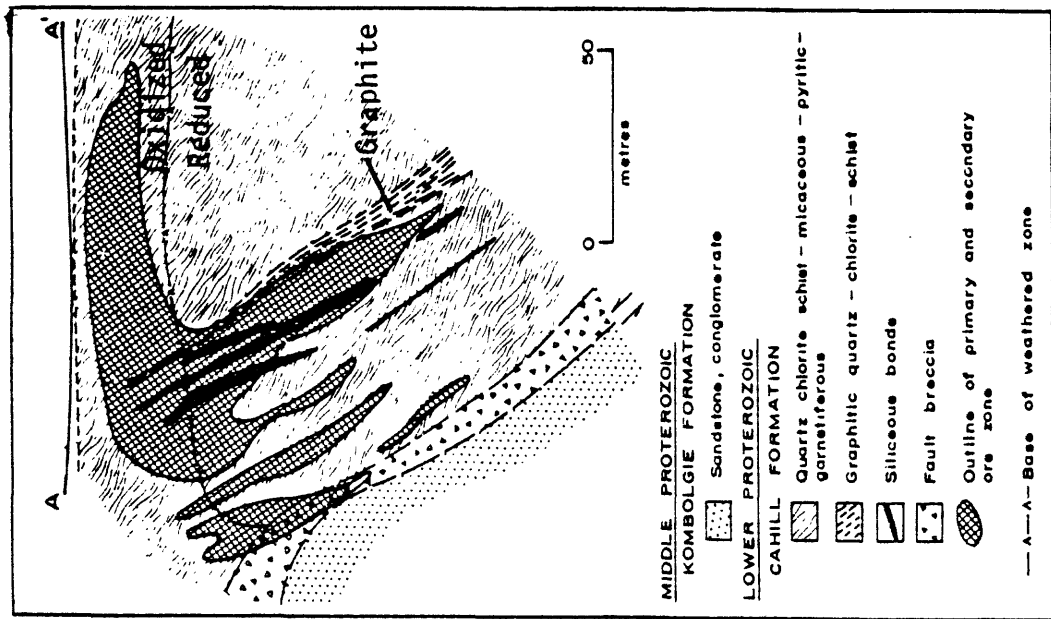 A
A'
Oxidized
Reduced
Graphite
0
50
metres
MIDDLE PROTEROZOIC
KOMBOLGIE FORMATION
Sandstone, conglomerate
LOWER PROTEROZOIC
CAHILL FORMATION
Quartz chlorite schist - micaceous - pyritic -
garnetiferous
Graphitic quartz - chlorite - schist
Siliceous bonds
Fault breccia
Outline of primary and secondary
ore zone
— A — A — Base of weathered zone